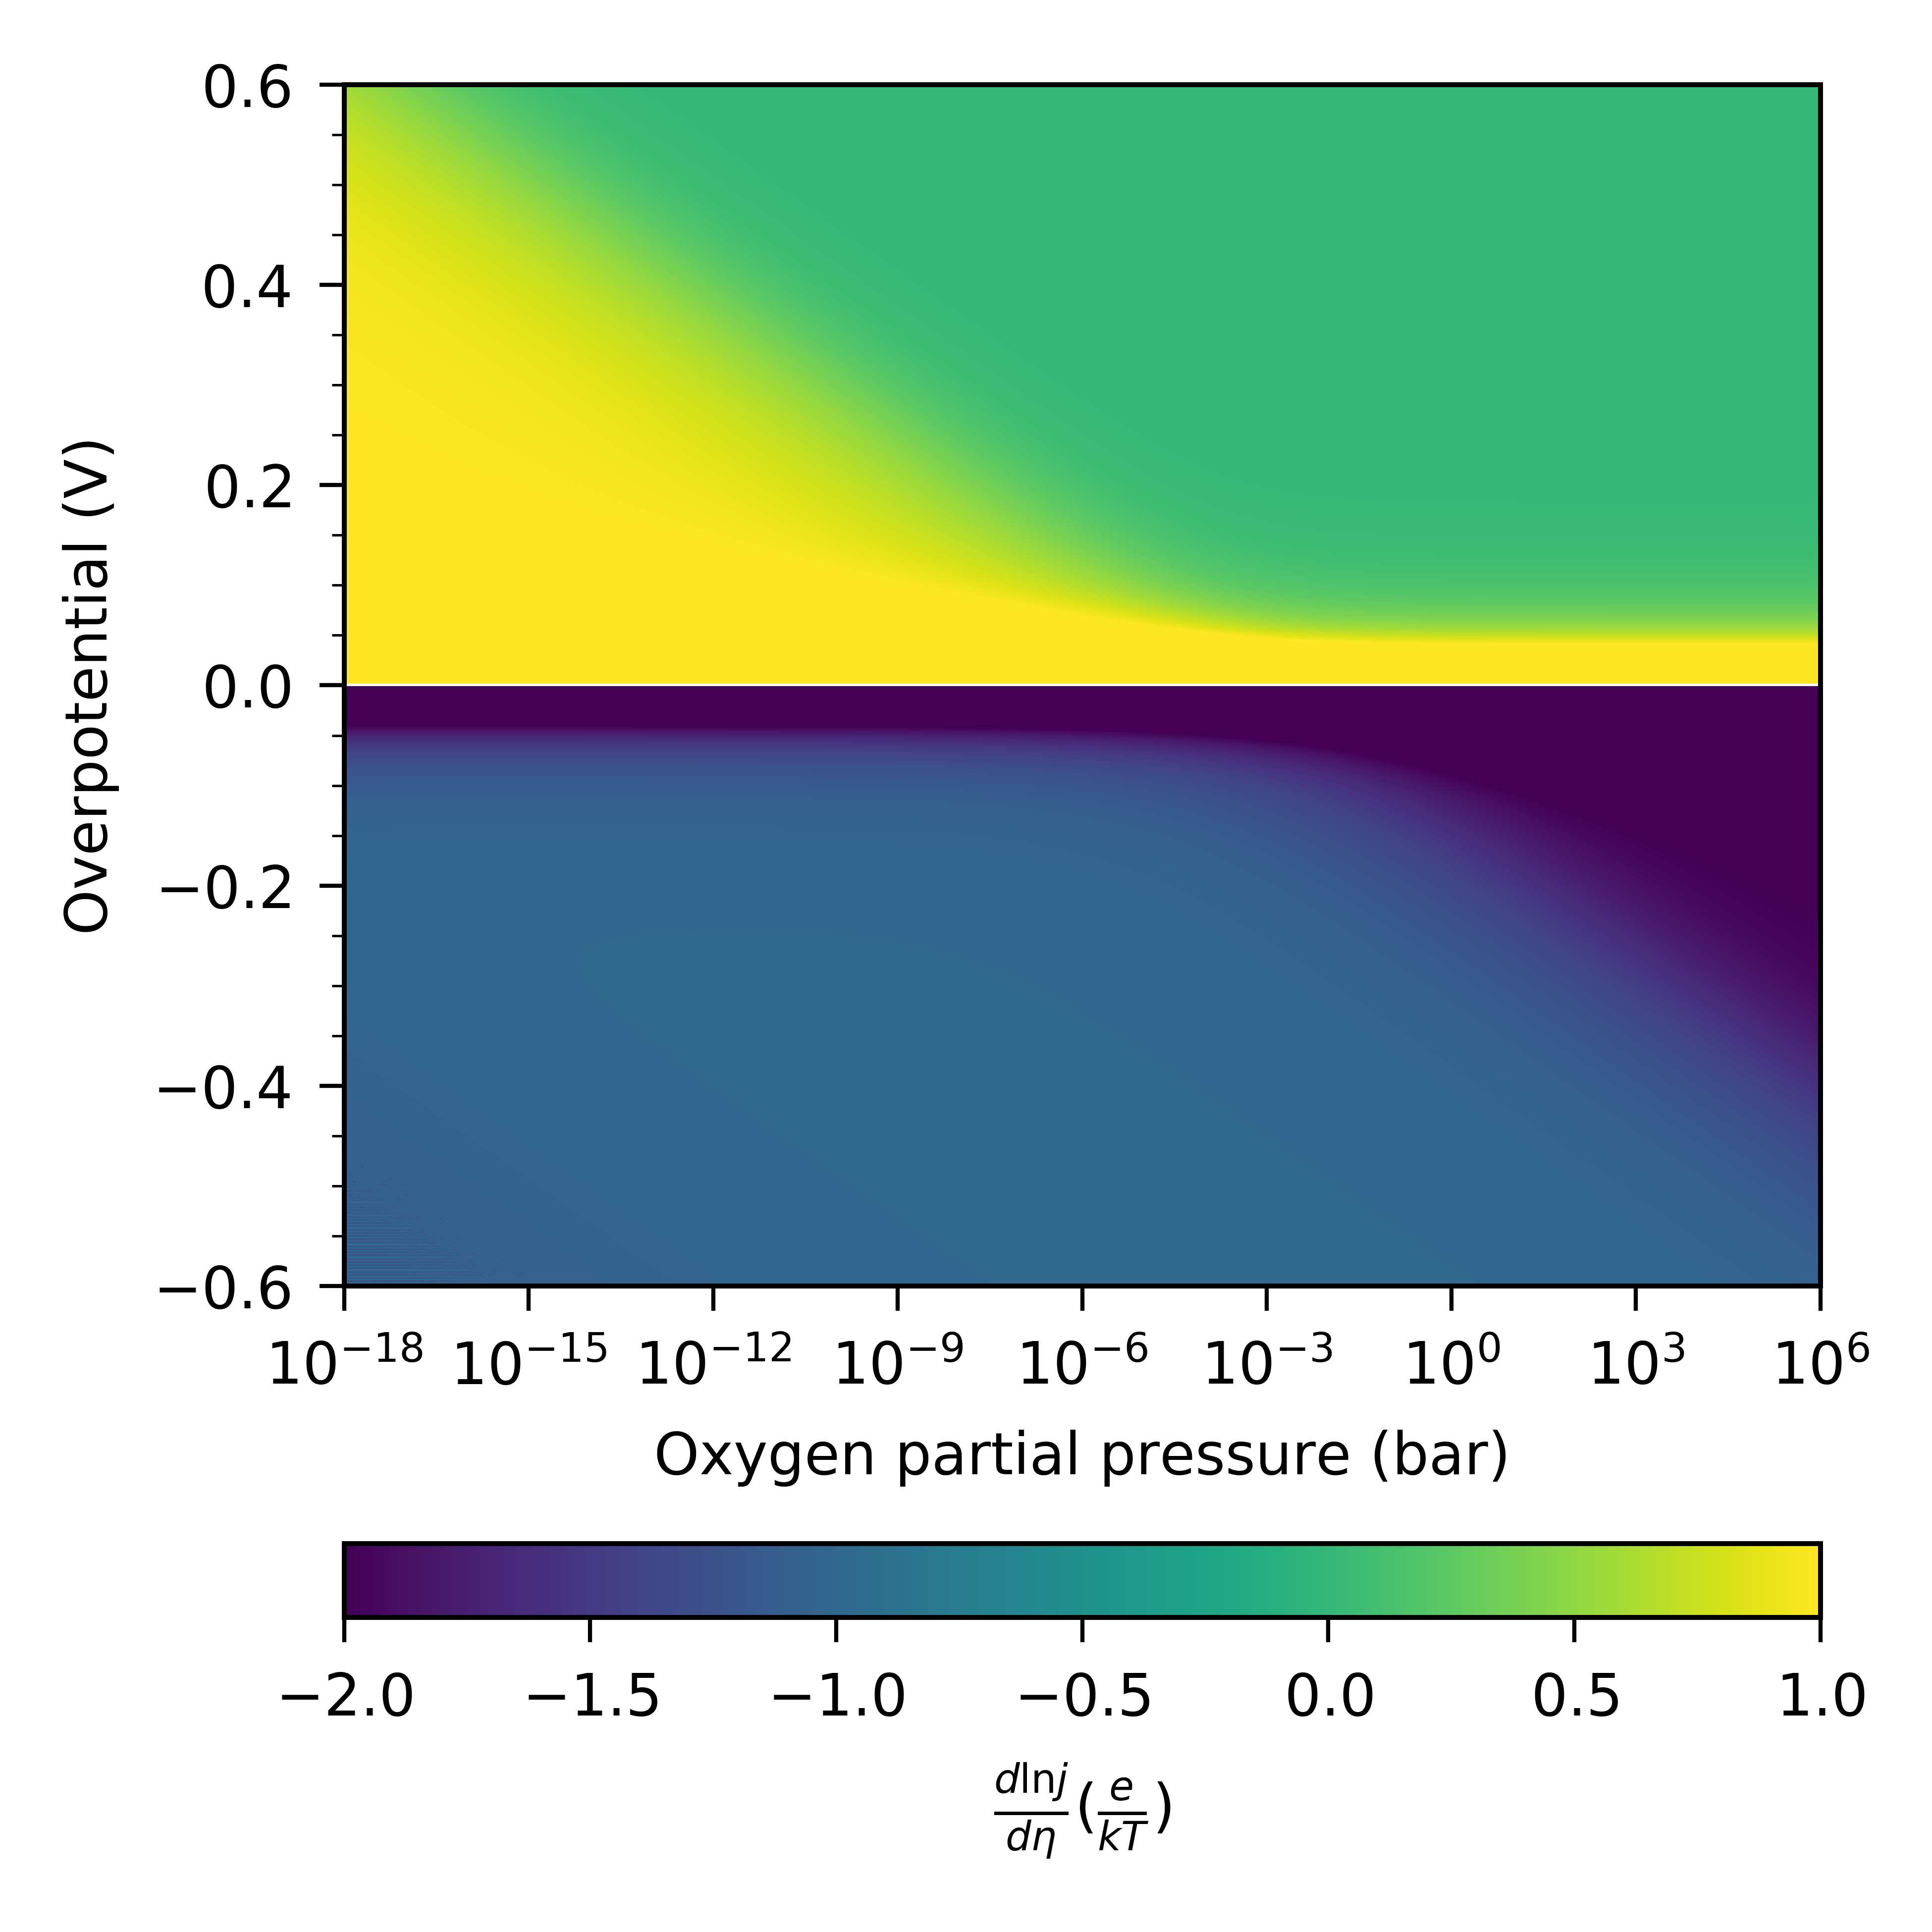 0.6
0.4
0.2
0.0
−0.2
−0.4
−0.6
Overpotential (V)
10⁻¹⁸ 10⁻¹⁵ 10⁻¹² 10⁻⁹ 10⁻⁶ 10⁻³ 10⁰ 10³ 10⁶
Oxygen partial pressure (bar)
−2.0 −1.5 −1.0 −0.5 0.0 0.5 1.0
dlnj/dη (e/kT)